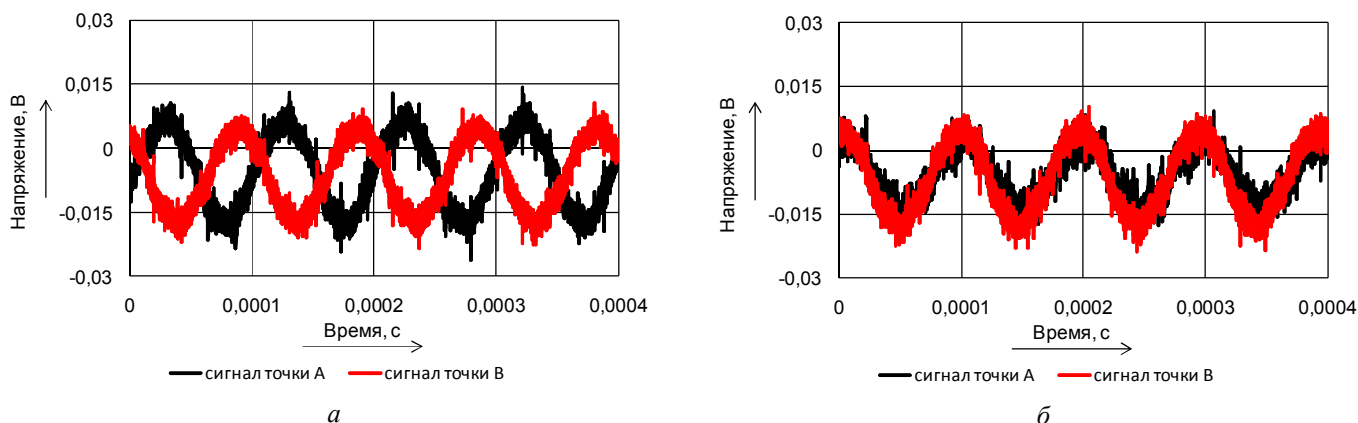 0,03
0,015
0
-0,015
-0,03
Напряжение, В
0 0,0001 0,0002 0,0003 0,0004
Время, с
сигнал точки А сигнал точки В
а
0,03
0,015
0
-0,015
-0,03
Напряжение, В
0 0,0001 0,0002 0,0003 0,0004
Время, с
сигнал точки А сигнал точки В
б